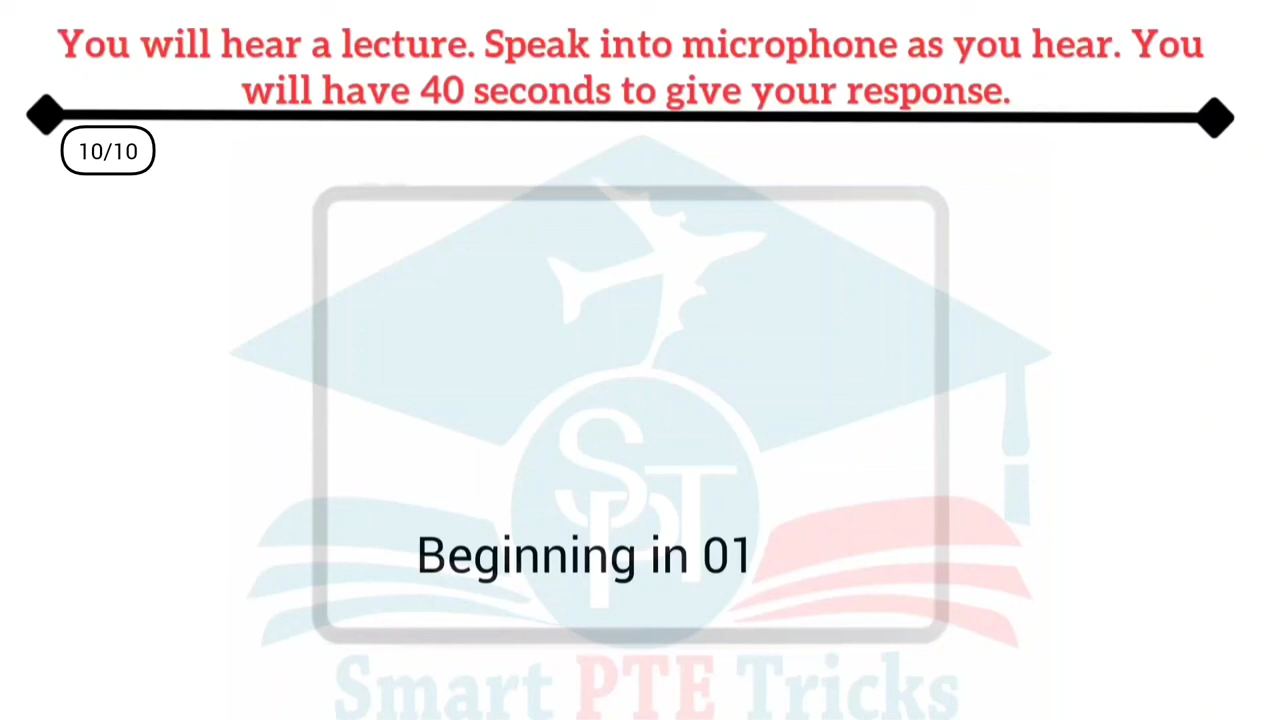 You will hear a lecture. Speak into microphone as you hear. You
will have 40 seconds to give your response.
10/10
SPT
Beginning in 01
Smart PTE Tricks